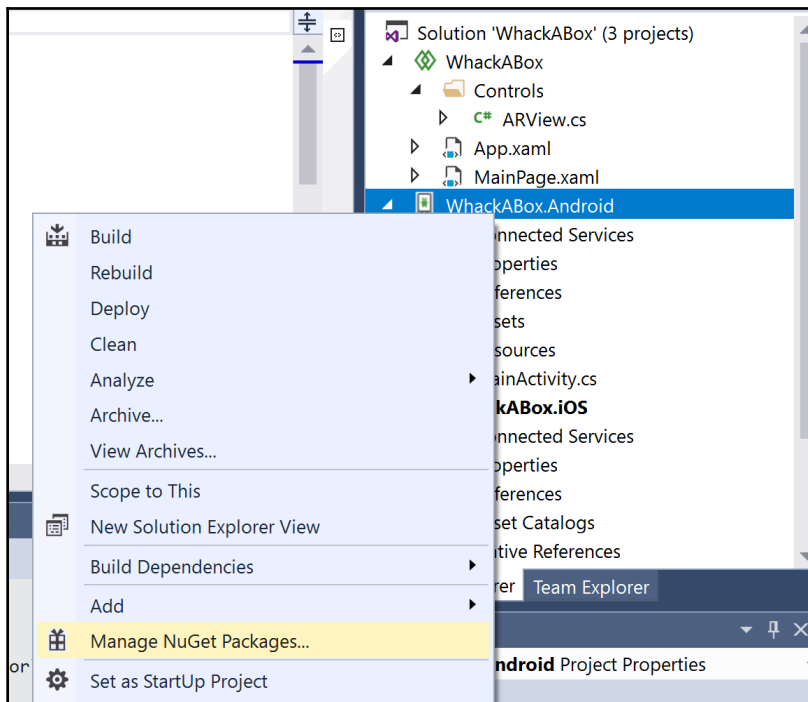 Solution 'WhackABox' (3 projects)
WhackABox
Controls
C# ARView.cs
App.xaml
MainPage.xaml
WhackABox.Android
nnected Services
operties
ferences
sets
sources
ainActivity.cs
kABox.iOS
nnected Services
operties
ferences
set Catalogs
tive References
rer Team Explorer
ndroid Project Properties
or
Build
Rebuild
Deploy
Clean
Analyze
Archive...
View Archives...
Scope to This
New Solution Explorer View
Build Dependencies
Add
Manage NuGet Packages...
Set as StartUp Project